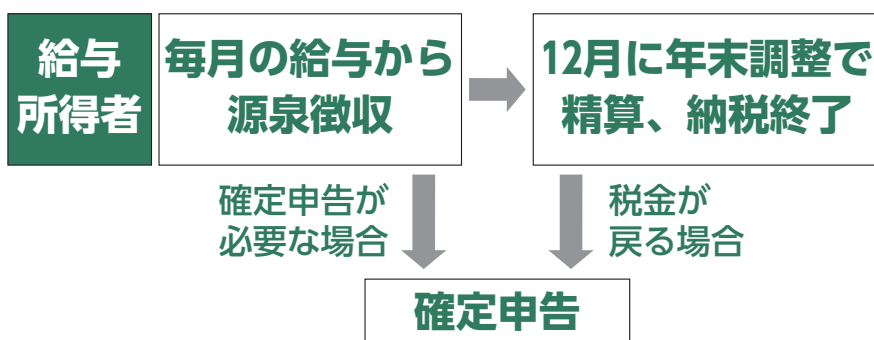 給与
所得者
毎月の給与から
源泉徴収
12月に年末調整で
精算、納税終了
確定申告が
必要な場合
税金が
戻る場合
確定申告